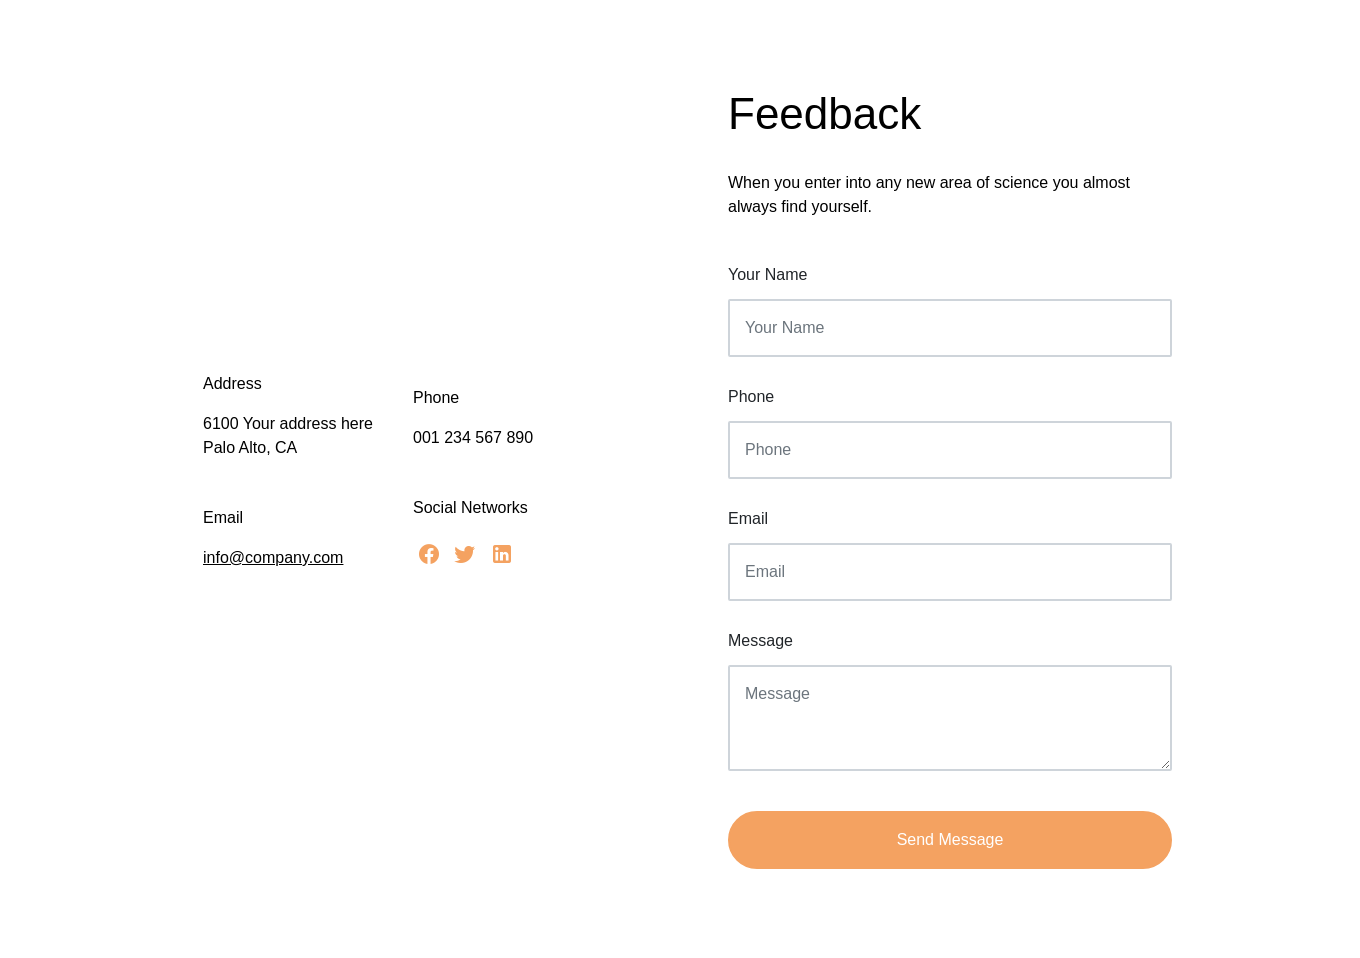 Address
6100 Your address here
Palo Alto, CA
Email
info@company.com
Phone
001 234 567 890
Social Networks
Feedback
When you enter into any new area of science you almost
always find yourself.
Your Name
Your Name
Phone
Phone
Email
Email
Message
Message
Send Message